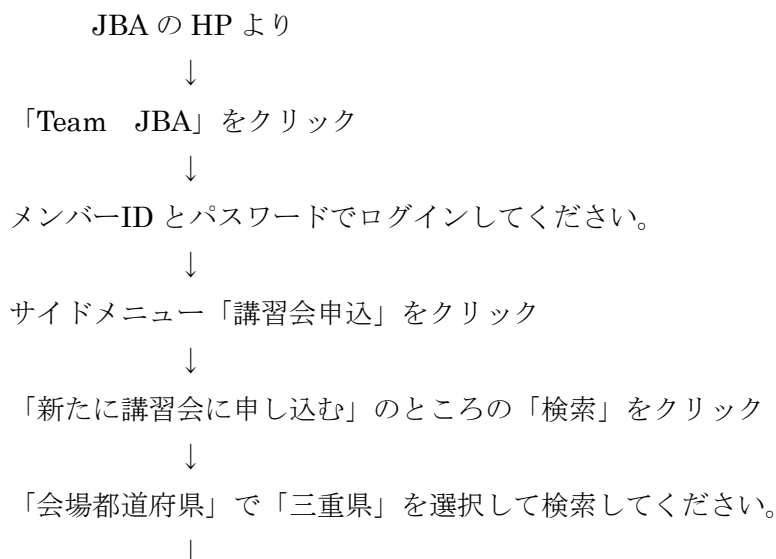 JBA の HP より
↓
「Team　JBA」をクリック
↓
メンバーID とパスワードでログインしてください。
↓
サイドメニュー「講習会申込」をクリック
↓
「新たに講習会に申し込む」のところの「検索」をクリック
↓
「会場都道府県」で「三重県」を選択して検索してください。